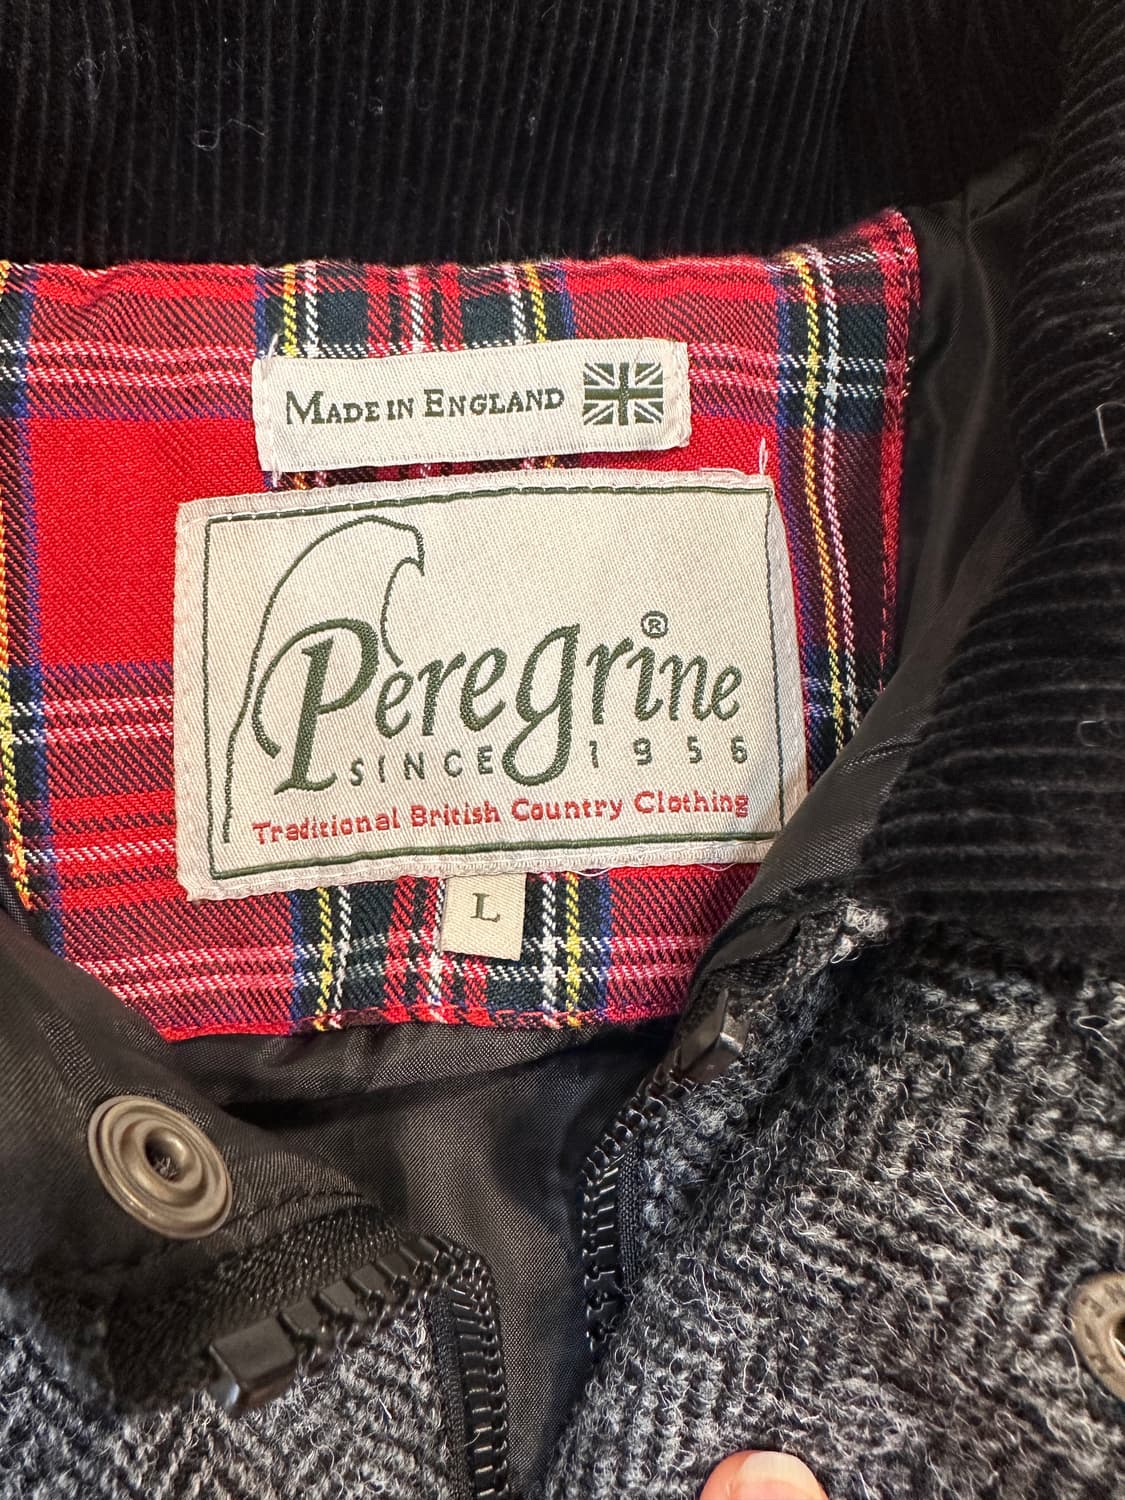 MADE IN ENGLAND
Peregrine®
SINCE 1956
Traditional British Country Clothing
L